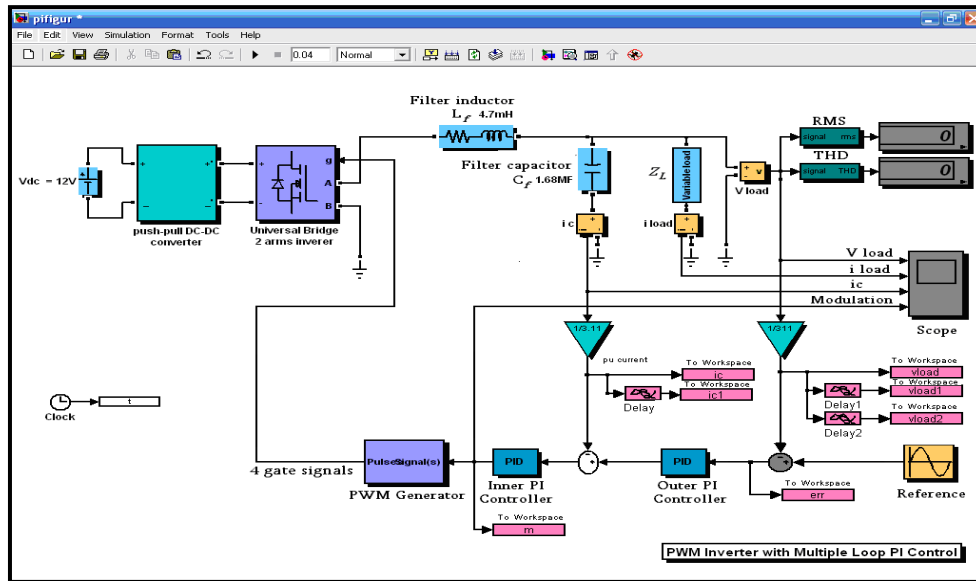 pifigur *
File Edit View Simulation Format Tools Help
0.04 Normal
Filter inductor
L f 4.7mH
RMS
signal rms
0
THD
signal THD
0
Filter capacitor
C f 1.68MF
Z L
Variable load
V load
Vdc = 12V
push-pull DC-DC
converter
g
A
B
Universal Bridge
2 arms inverer
i c
i load
V load
i load
ic
Modulation
Scope
1/3.11
1/311
pu current
To Workspace
ic
To Workspace
ic1
Delay
To Workspace
vload
To Workspace
vload1
Delay1
To Workspace
vload2
Delay2
Clock
t
4 gate signals
PulseSignal(s)
PWM Generator
PID
Inner PI
Controller
PID
Outer PI
Controller
Reference
To Workspace
err
To Workspace
m
PWM Inverter with Multiple Loop PI Control